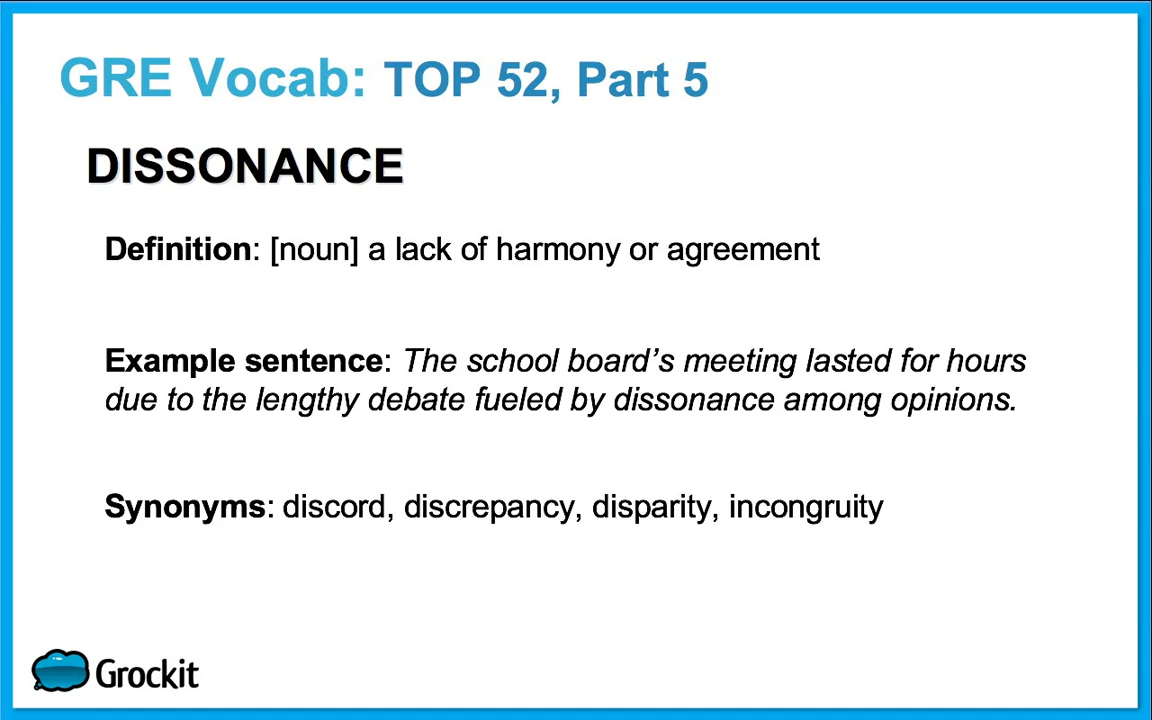 GRE Vocab: TOP 52, Part 5
DISSONANCE
Definition: [noun] a lack of harmony or agreement
Example sentence: The school board’s meeting lasted for hours
due to the lengthy debate fueled by dissonance among opinions.
Synonyms: discord, discrepancy, disparity, incongruity
Grockit